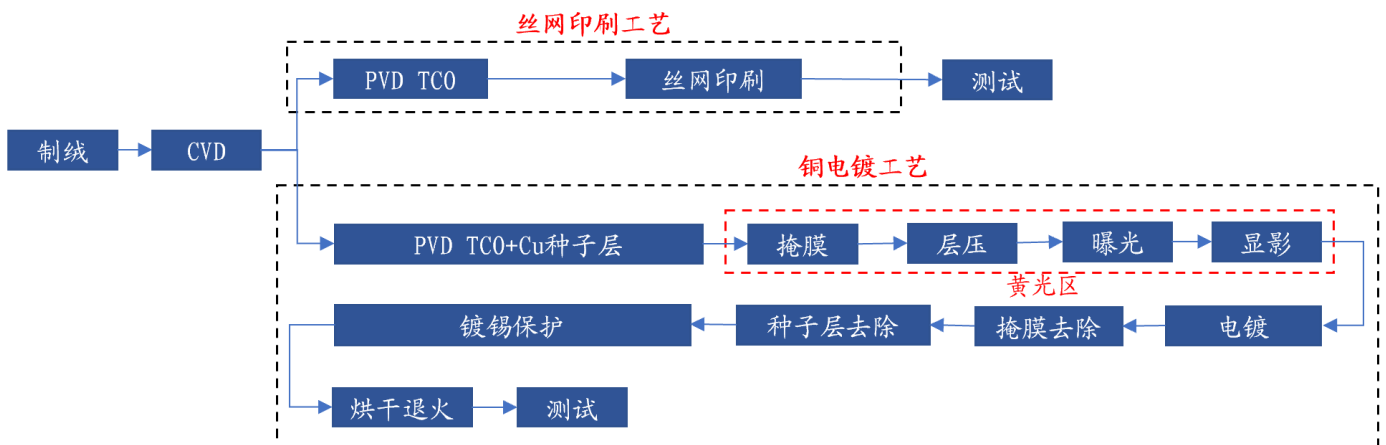 丝网印刷工艺
PVD TCO
丝网印刷
测试
制绒
CVD
铜电镀工艺
PVD TCO+Cu种子层
掩膜
层压
曝光
显影
黄光区
镀锡保护
种子层去除
掩膜去除
电镀
烘干退火
测试